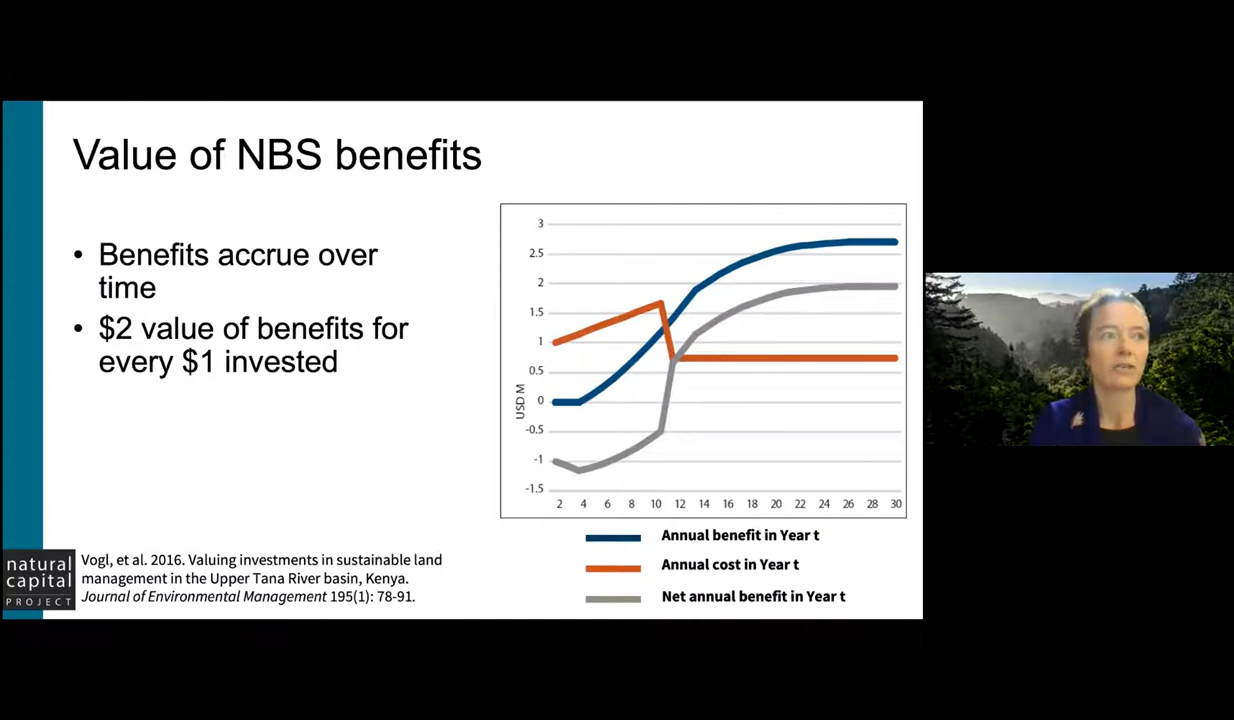 Value of NBS benefits
• Benefits accrue over
time
• $2 value of benefits for
every $1 invested
3
2.5
2
1.5
1
0.5
0
-0.5
-1
-1.5
USD M
2 4 6 8 10 12 14 16 18 20 22 24 26 28 30
Annual benefit in Year t
Annual cost in Year t
Net annual benefit in Year t
natural
capital
PROJECT
Vogl, et al. 2016. Valuing investments in sustainable land
management in the Upper Tana River basin, Kenya.
Journal of Environmental Management 195(1): 78-91.